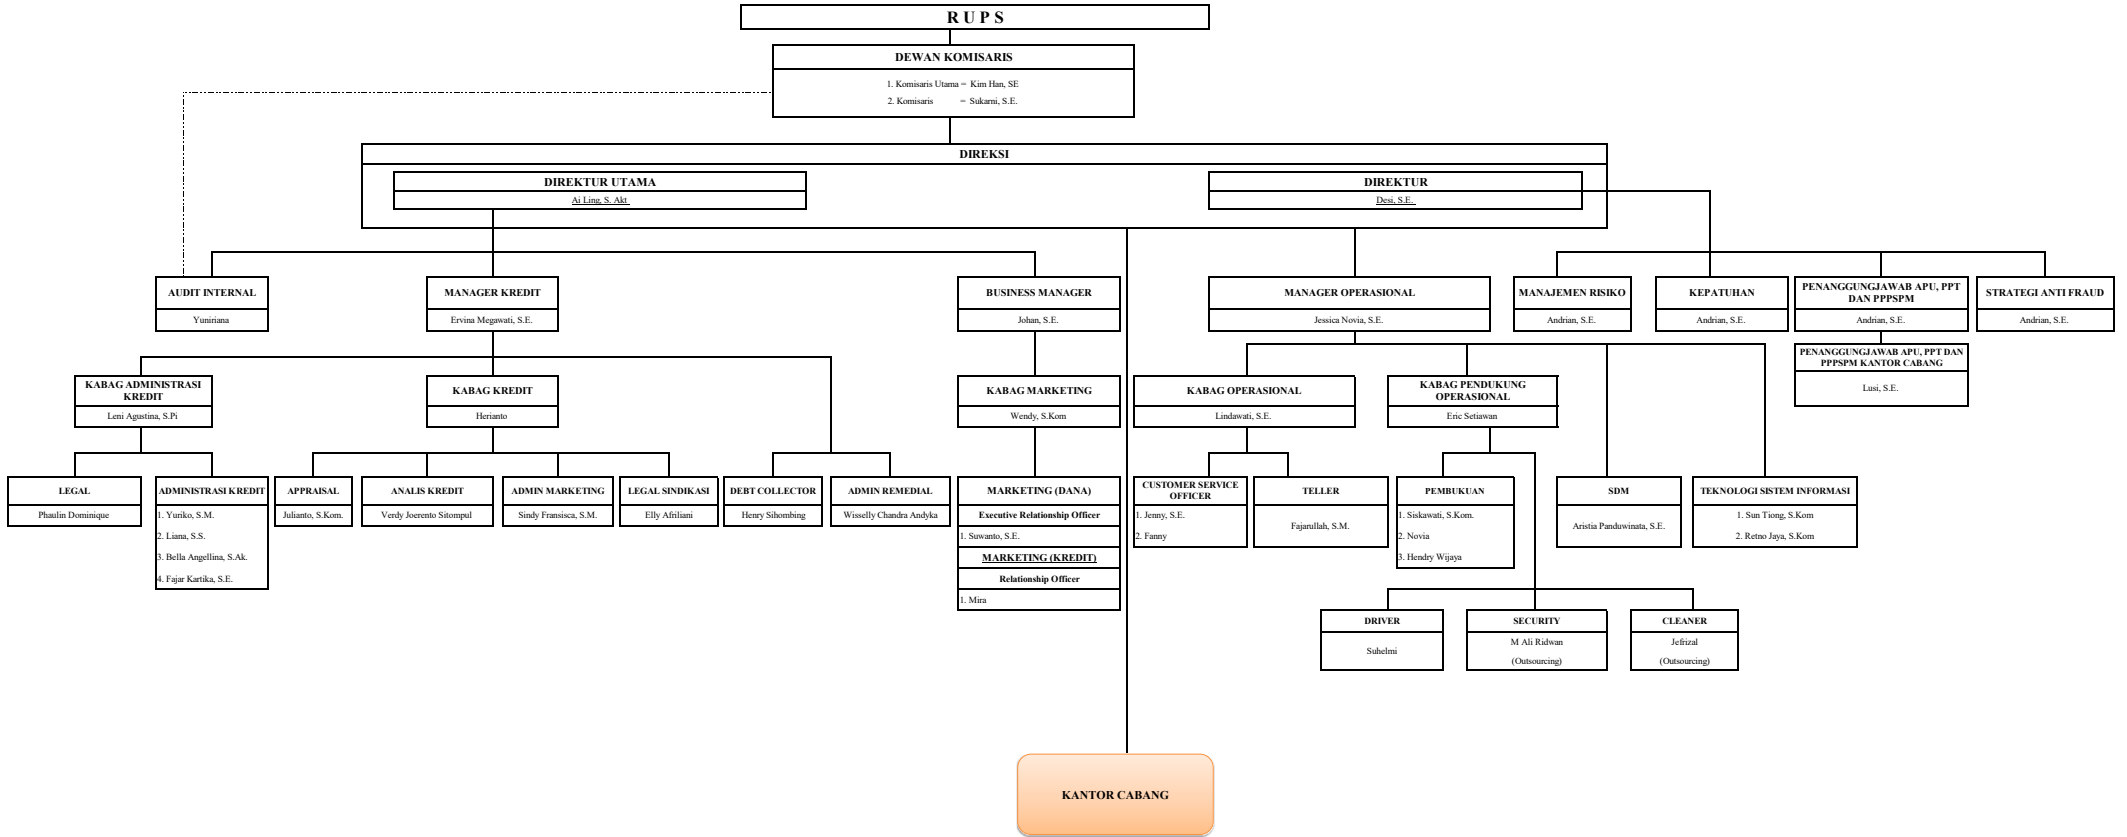 R U P S
DEWAN KOMISARIS
1. Komisaris Utama = Kim Han, SE
2. Komisaris = Sukarni, S.E.
DIREKSI
DIREKTUR UTAMA
Ai Ling, S. Akt
DIREKTUR
Desi, S.E.
AUDIT INTERNAL
Yuniriana
MANAGER KREDIT
Ervina Megawati, S.E.
BUSINESS MANAGER
Johan, S.E.
MANAGER OPERASIONAL
Jessica Novia, S.E.
MANAJEMEN RISIKO
Andrian, S.E.
KEPATUHAN
Andrian, S.E.
PENANGGUNGJAWAB APU, PPT
DAN PPPSPM
Andrian, S.E.
STRATEGI ANTI FRAUD
Andrian, S.E.
PENANGGUNGJAWAB APU, PPT DAN
PPPSPM KANTOR CABANG
Lusi, S.E.
KABAG ADMINISTRASI
KREDIT
Leni Agustina, S.Pi
KABAG KREDIT
Herianto
KABAG MARKETING
Wendy, S.Kom
KABAG OPERASIONAL
Lindawati, S.E.
KABAG PENDUKUNG
OPERASIONAL
Eric Setiawan
LEGAL
Phaulin Dominique
ADMINISTRASI KREDIT
1. Yuriko, S.M.
2. Liana, S.S.
3. Bella Angellina, S.Ak.
4. Fajar Kartika, S.E.
APPRAISAL
Julianto, S.Kom.
ANALIS KREDIT
Verdy Joerento Sitompul
ADMIN MARKETING
Sindy Fransisca, S.M.
LEGAL SINDIKASI
Elly Afriliani
DEBT COLLECTOR
Henry Sihombing
ADMIN REMEDIAL
Wisselly Chandra Andyka
MARKETING (DANA)
Executive Relationship Officer
1. Suwanto, S.E.
MARKETING (KREDIT)
Relationship Officer
1. Mira
CUSTOMER SERVICE
OFFICER
1. Jenny, S.E.
2. Fanny
TELLER
Fajarullah, S.M.
PEMBUKUAN
1. Siskawati, S.Kom.
2. Novia
3. Hendry Wijaya
SDM
Aristia Panduwinata, S.E.
TEKNOLOGI SISTEM INFORMASI
1. Sun Tiong, S.Kom
2. Retno Jaya, S.Kom
DRIVER
Suhelmi
SECURITY
M Ali Ridwan
(Outsourcing)
CLEANER
Jefrizal
(Outsourcing)
KANTOR CABANG